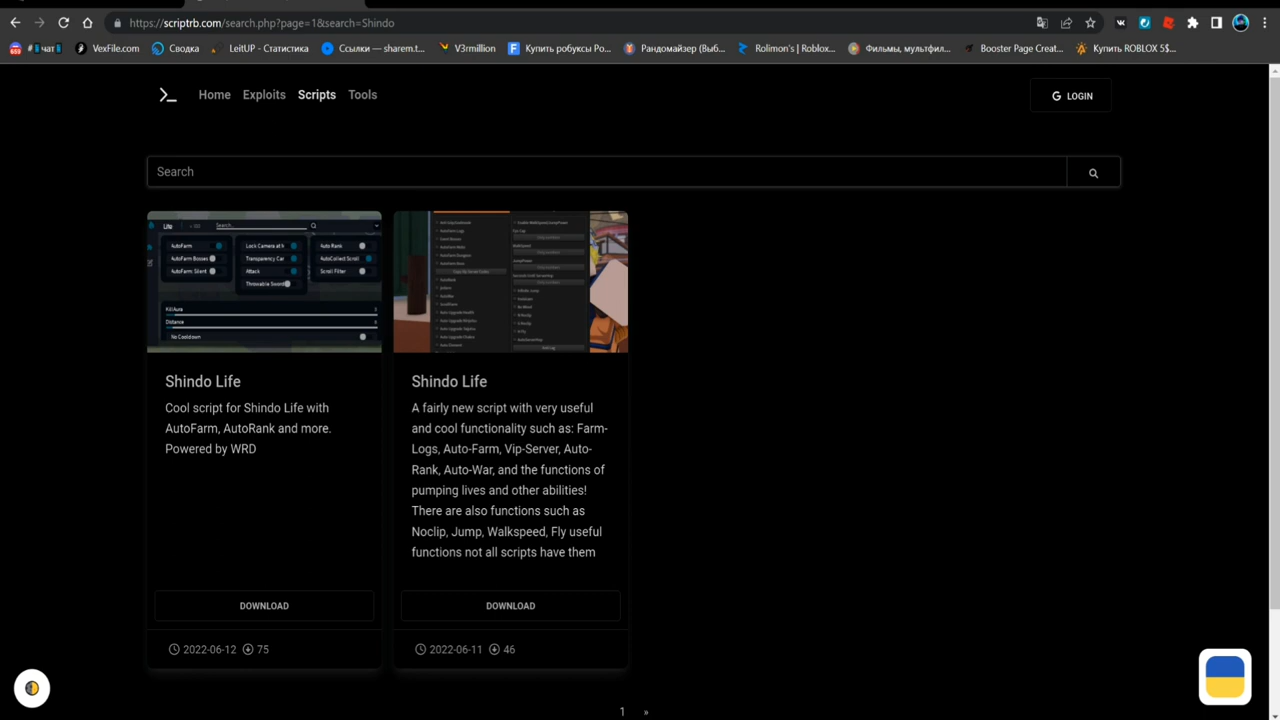 https://scriptrb.com/search.php?page=1&search=Shindo
VexFile.com
Сводка
LeitUP - Статистика
Ссылки — sharem.t...
V3rmillion
Купить робуксы Ро...
Рандомайзер (Выб...
Rolimon's | Roblox...
Фильмы, мультфил...
Booster Page Creat...
Купить ROBLOX 5$...
Home
Exploits
Scripts
Tools
G LOGIN
Search
Life
Search...
AutoFarm
AutoFarm Bosses
AutoFarm Silent
Transparency Car
Attack
Throwable Sword
Auto Rank
AutoCollect Scroll
Scroll Filter
Kill Aura
Distance
No Cooldown
Shindo Life
Cool script for Shindo Life with
AutoFarm, AutoRank and more.
Powered by WRD
DOWNLOAD
2022-06-12 75
Shindo Life
A fairly new script with very useful
and cool functionality such as: Farm-
Logs, Auto-Farm, Vip-Server, Auto-
Rank, Auto-War, and the functions of
pumping lives and other abilities!
There are also functions such as
Noclip, Jump, Walkspeed, Fly useful
functions not all scripts have them
DOWNLOAD
2022-06-11 46
1 »